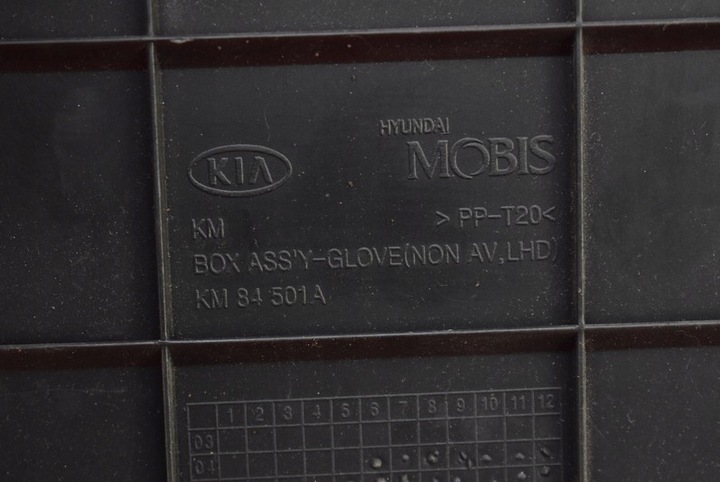 KIA
HYUNDAI
MOBIS
KM >PP-T20<
BOX ASS'Y-GLOVE(NON AV,LHD)
KM 84 501A
1 2 3 4 5 6 7 8 9 10 11 12
03
04